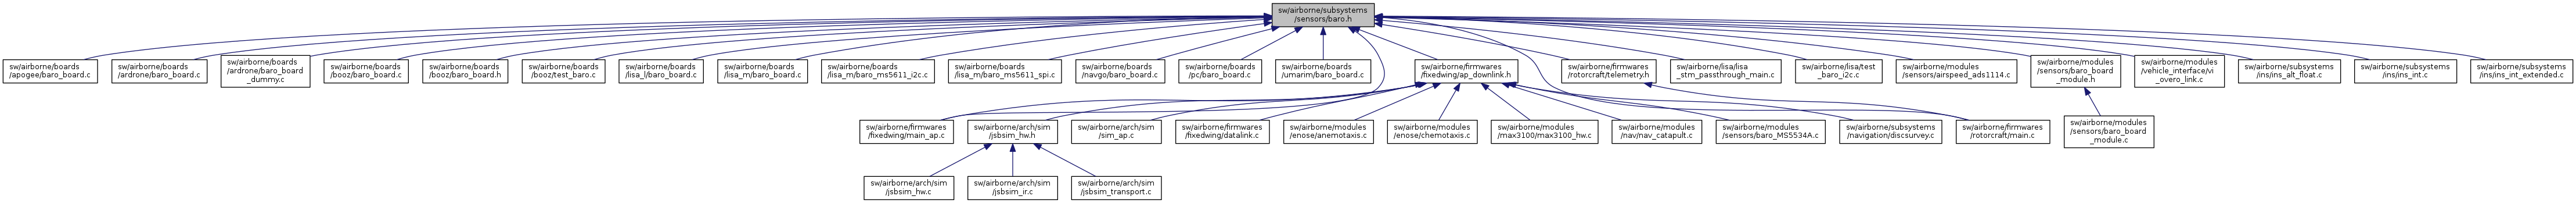 sw/airborne/subsystems
/sensors/baro.h
sw/airborne/boards
/apogee/baro_board.c
sw/airborne/boards
/ardrone/baro_board.c
sw/airborne/boards
/ardrone/baro_board
_dummy.c
sw/airborne/boards
/booz/baro_board.c
sw/airborne/boards
/booz/baro_board.h
sw/airborne/boards
/booz/test_baro.c
sw/airborne/boards
/lisa_l/baro_board.c
sw/airborne/boards
/lisa_m/baro_board.c
sw/airborne/boards
/lisa_m/baro_ms5611_i2c.c
sw/airborne/boards
/lisa_m/baro_ms5611_spi.c
sw/airborne/boards
/navgo/baro_board.c
sw/airborne/boards
/pc/baro_board.c
sw/airborne/boards
/umarim/baro_board.c
sw/airborne/firmwares
/fixedwing/ap_downlink.h
sw/airborne/firmwares
/rotorcraft/telemetry.h
sw/airborne/lisa/lisa
_stm_passthrough_main.c
sw/airborne/lisa/test
_baro_i2c.c
sw/airborne/modules
/sensors/airspeed_ads1114.c
sw/airborne/modules
/sensors/baro_board
_module.h
sw/airborne/modules
/vehicle_interface/vi
_overo_link.c
sw/airborne/subsystems
/ins/ins_alt_float.c
sw/airborne/subsystems
/ins/ins_int.c
sw/airborne/subsystems
/ins/ins_int_extended.c
sw/airborne/firmwares
/fixedwing/main_ap.c
sw/airborne/arch/sim
/jsbsim_hw.h
sw/airborne/arch/sim
/sim_ap.c
sw/airborne/firmwares
/fixedwing/datalink.c
sw/airborne/modules
/enose/anemotaxis.c
sw/airborne/modules
/enose/chemotaxis.c
sw/airborne/modules
/max3100/max3100_hw.c
sw/airborne/modules
/nav/nav_catapult.c
sw/airborne/modules
/sensors/baro_MS5534A.c
sw/airborne/subsystems
/navigation/discsurvey.c
sw/airborne/firmwares
/rotorcraft/main.c
sw/airborne/modules
/sensors/baro_board
_module.c
sw/airborne/arch/sim
/jsbsim_hw.c
sw/airborne/arch/sim
/jsbsim_ir.c
sw/airborne/arch/sim
/jsbsim_transport.c